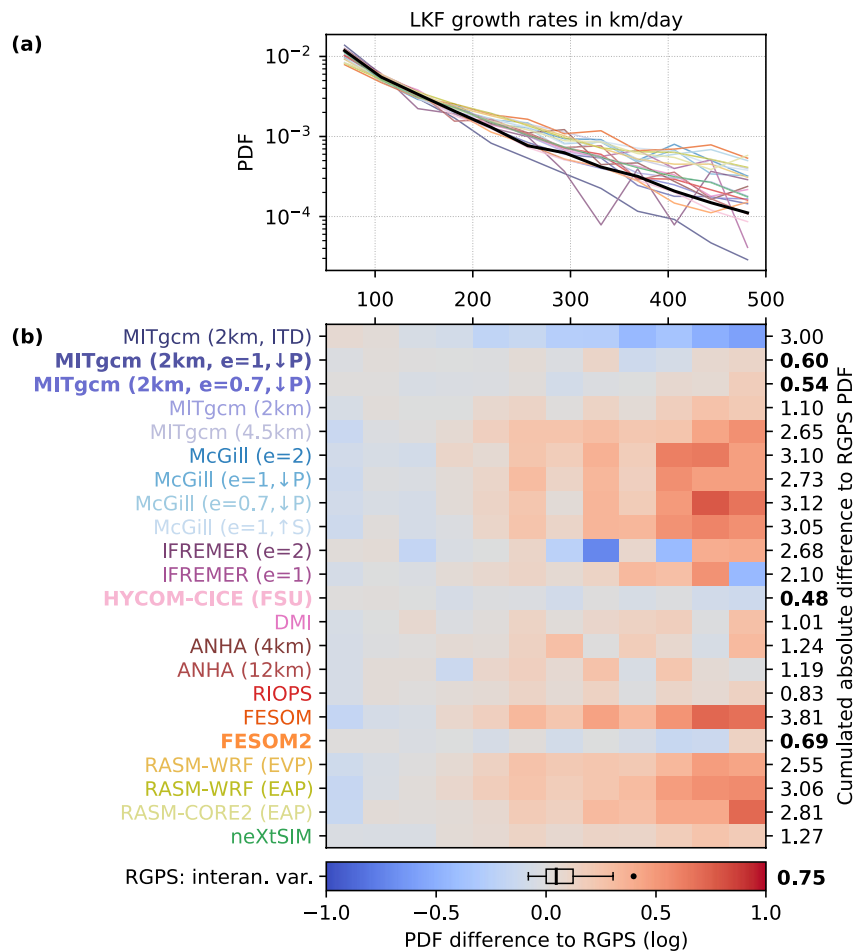 LKF growth rates in km/day
(a)
10⁻²
10⁻³
10⁻⁴
PDF
100 200 300 400 500
(b)
MITgcm (2km, ITD) 3.00
MITgcm (2km, e=1,↓P) 0.60
MITgcm (2km, e=0.7,↓P) 0.54
MITgcm (2km) 1.10
MITgcm (4.5km) 2.65
McGill (e=2) 3.10
McGill (e=1,↓P) 2.73
McGill (e=0.7,↓P) 3.12
McGill (e=1,↑S) 3.05
IFREMER (e=2) 2.68
IFREMER (e=1) 2.10
HYCOM-CICE (FSU) 0.48
DMI 1.01
ANHA (4km) 1.24
ANHA (12km) 1.19
RIOPS 0.83
FESOM 3.81
FESOM2 0.69
RASM-WRF (EVP) 2.55
RASM-WRF (EAP) 3.06
RASM-CORE2 (EAP) 2.81
neXtSIM 1.27
Cumulated absolute difference to RGPS PDF
RGPS: interan. var. 0.75
−1.0 −0.5 0.0 0.5 1.0
PDF difference to RGPS (log)